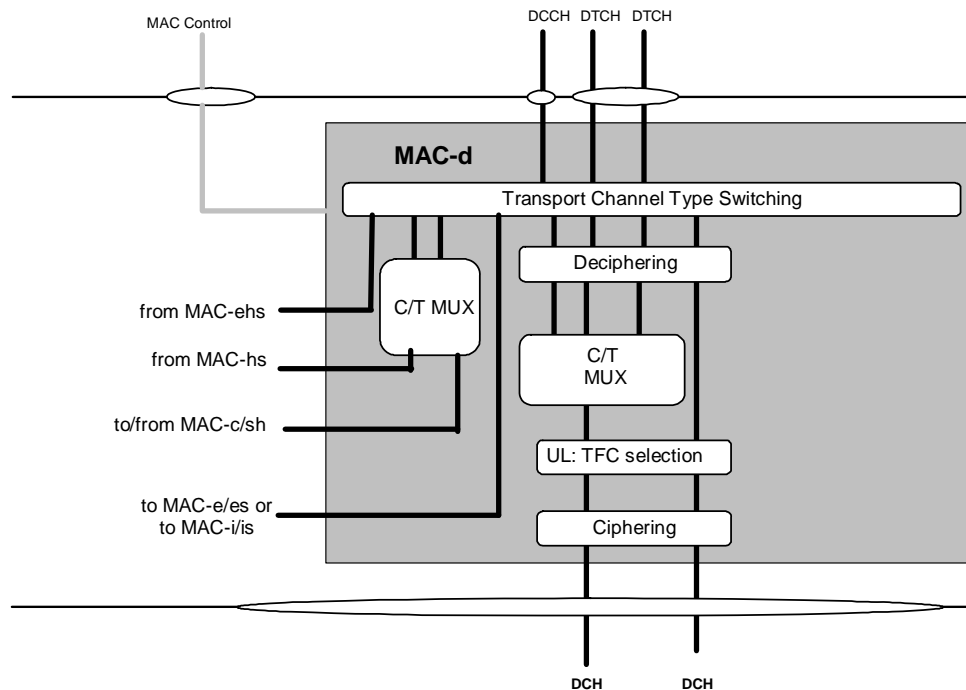 MAC Control
DCCH DTCH DTCH
MAC-d
Transport Channel Type Switching
Deciphering
from MAC-ehs
C/T MUX
from MAC-hs
C/T
MUX
to/from MAC-c/sh
UL: TFC selection
to MAC-e/es or
to MAC-i/is
Ciphering
DCH DCH